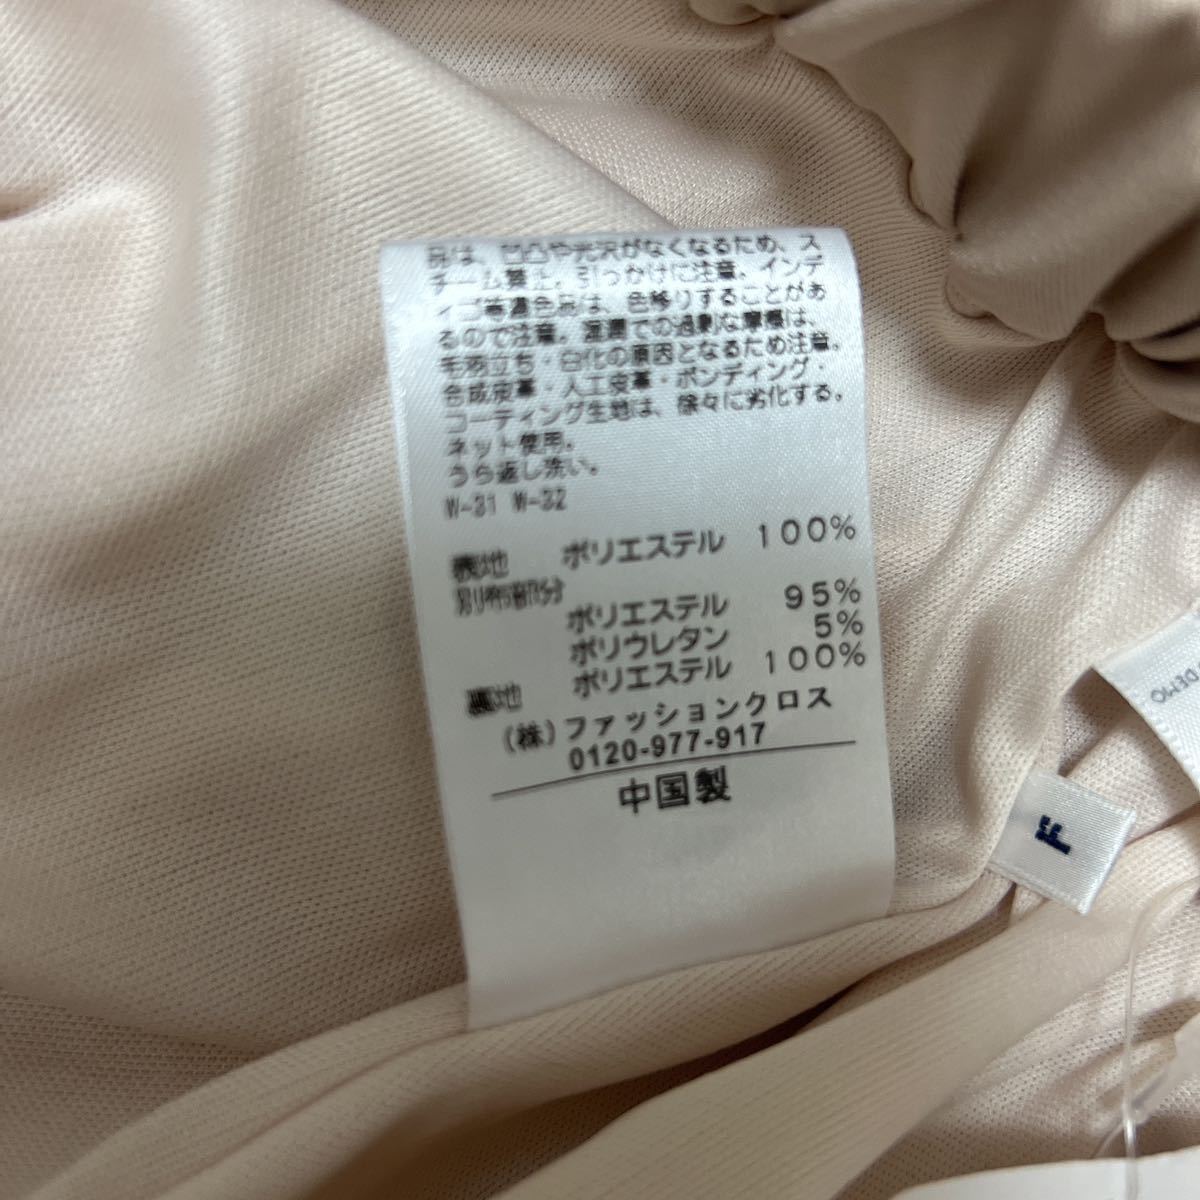 品は、凹凸や光沢がなくなるため、ス
チーム禁止。引っかけに注意。インデ
ィゴ等濃色品は、色移りすることがあ
るので注意。湿潤での過剰な摩擦は、
毛羽立ち・白化の原因となるため注意。
合成皮革・人工皮革・ボンディング・
コーティング生地は、徐々に劣化する。
ネット使用。
うら返し洗い。
W-31 W-32
表地 ポリエステル 100%
別布部分
ポリエステル 95%
ポリウレタン 5%
裏地 ポリエステル 100%
(株)ファッションクロス
0120-977-917
中国製
F
DEMO